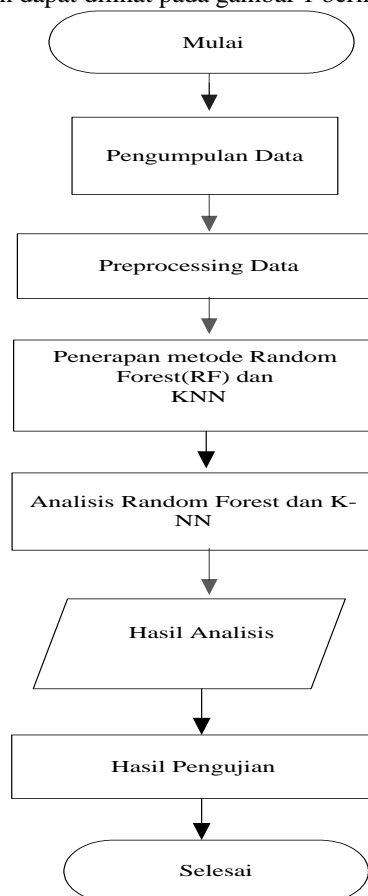 dapat dilihat pada gambar 1
Mulai
Pengumpulan Data
Preprocessing Data
Penerapan metode Random
Forest(RF) dan
KNN
Analisis Random Forest dan K-
NN
Hasil Analisis
Hasil Pengujian
Selesai